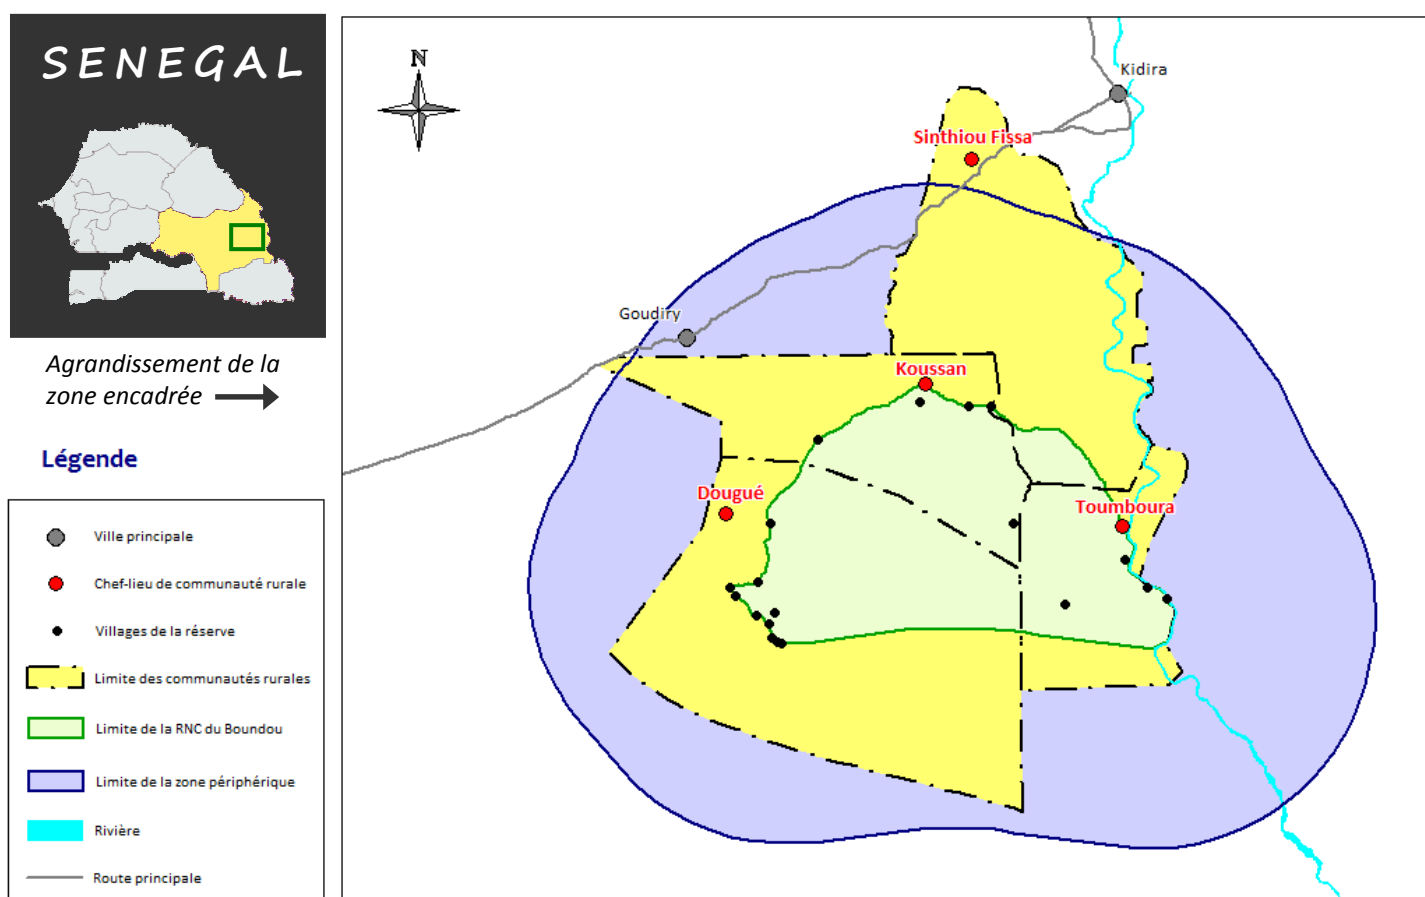 SENEGAL
Agrandissement de la
zone encadrée
Légende
Ville principale
Chef-lieu de communauté rurale
Villages de la réserve
Limite des communautés rurales
Limite de la RNC du Boundou
Limite de la zone périphérique
Rivière
Route principale
N
Kidira
Sinthiou Fissa
Goudiry
Koussan
Dougué
Toumboura